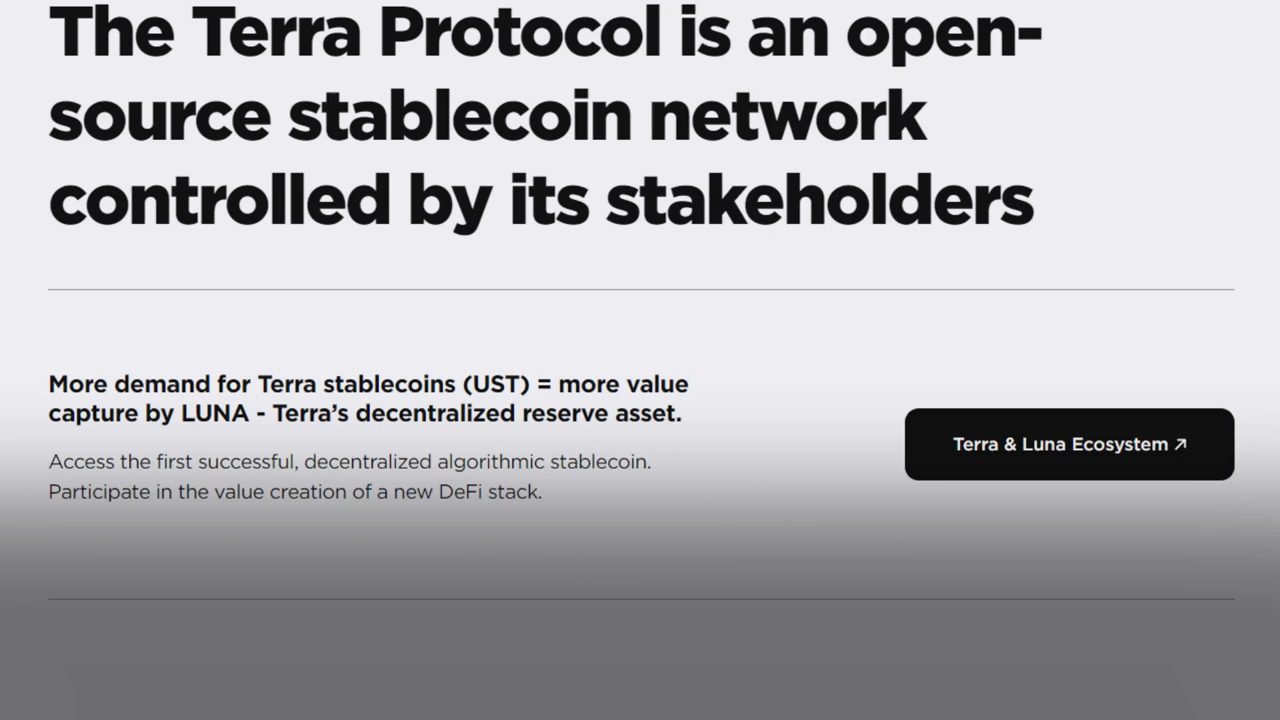 The Terra Protocol is an open-
source stablecoin network
controlled by its stakeholders
More demand for Terra stablecoins (UST) = more value
capture by LUNA - Terra’s decentralized reserve asset.
Access the first successful, decentralized algorithmic stablecoin.
Participate in the value creation of a new DeFi stack.
Terra & Luna Ecosystem ↗